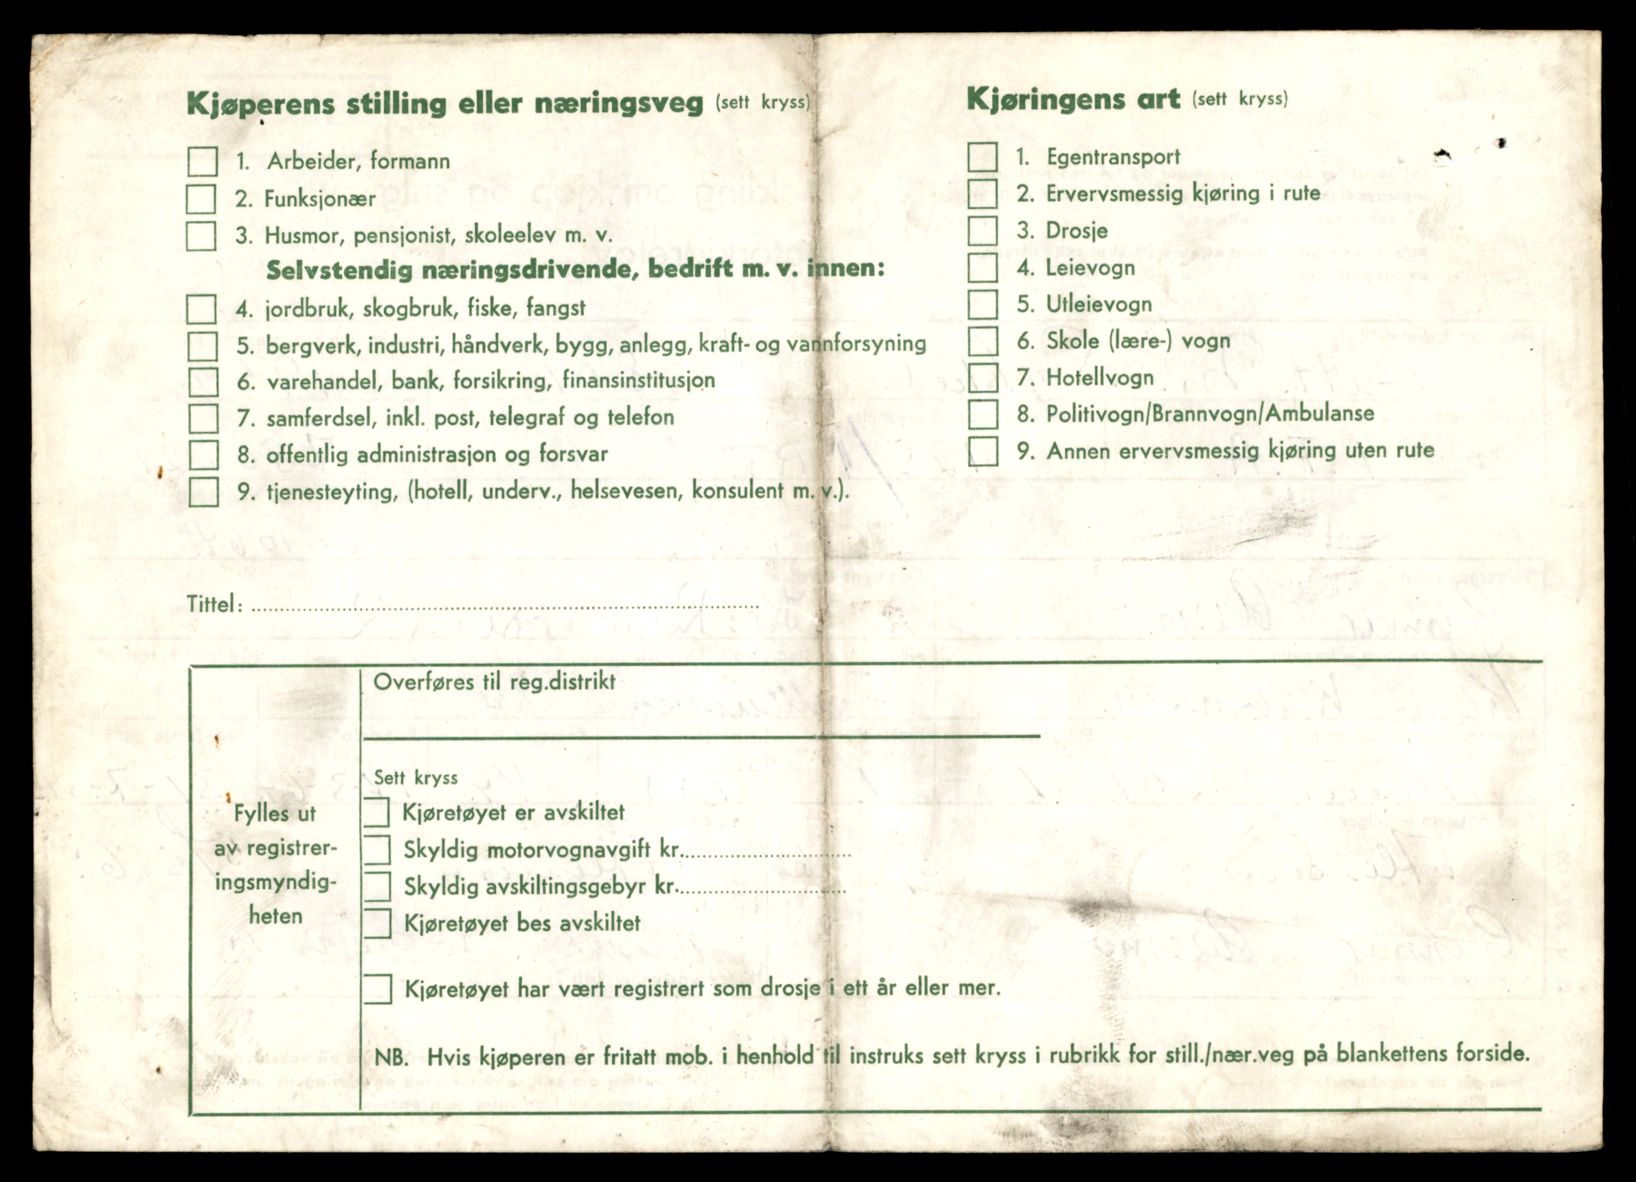 Kjøperens stilling eller næringsveg (sett kryss)
1. Arbeider, formann
2. Funksjonær
3. Husmor, pensjonist, skoleelev m. v.
Selvstendig næringsdrivende, bedrift m. v. innen:
4. jordbruk, skogbruk, fiske, fangst
5. bergverk, industri, håndverk, bygg, anlegg, kraft- og vannforsyning
6. varehandel, bank, forsikring, finansinstitusjon
7. samferdsel, inkl. post, telegraf og telefon
8. offentlig administrasjon og forsvar
9. tjenesteyting, (hotell, underv., helsevesen, konsulent m. v.).
Kjøringens art (sett kryss)
1. Egentransport
2. Ervervsmessig kjøring i rute
3. Drosje
4. Leievogn
5. Utleievogn
6. Skole (lære-) vogn
7. Hotellvogn
8. Politivogn/Brannvogn/Ambulanse
9. Annen ervervsmessig kjøring uten rute
Tittel:
Fylles ut
av registrer-
ingsmyndig-
heten
Overføres til reg.distrikt
Sett kryss
Kjøretøyet er avskiltet
Skyldig motorvognavgift kr.
Skyldig avskiltingsgebyr kr.
Kjøretøyet bes avskiltet
Kjøretøyet har vært registrert som drosje i ett år eller mer.
NB. Hvis kjøperen er fritatt mob. i henhold til instruks sett kryss i rubrikk for still./nær.veg på blankettens forside.